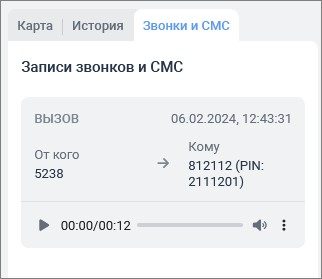 Карта История Звонки и СМС
Записи звонков и СМС
ВЫЗОВ 06.02.2024, 12:43:31
От кого
5238
Кому
812112 (PIN:
2111201)
00:00/00:12